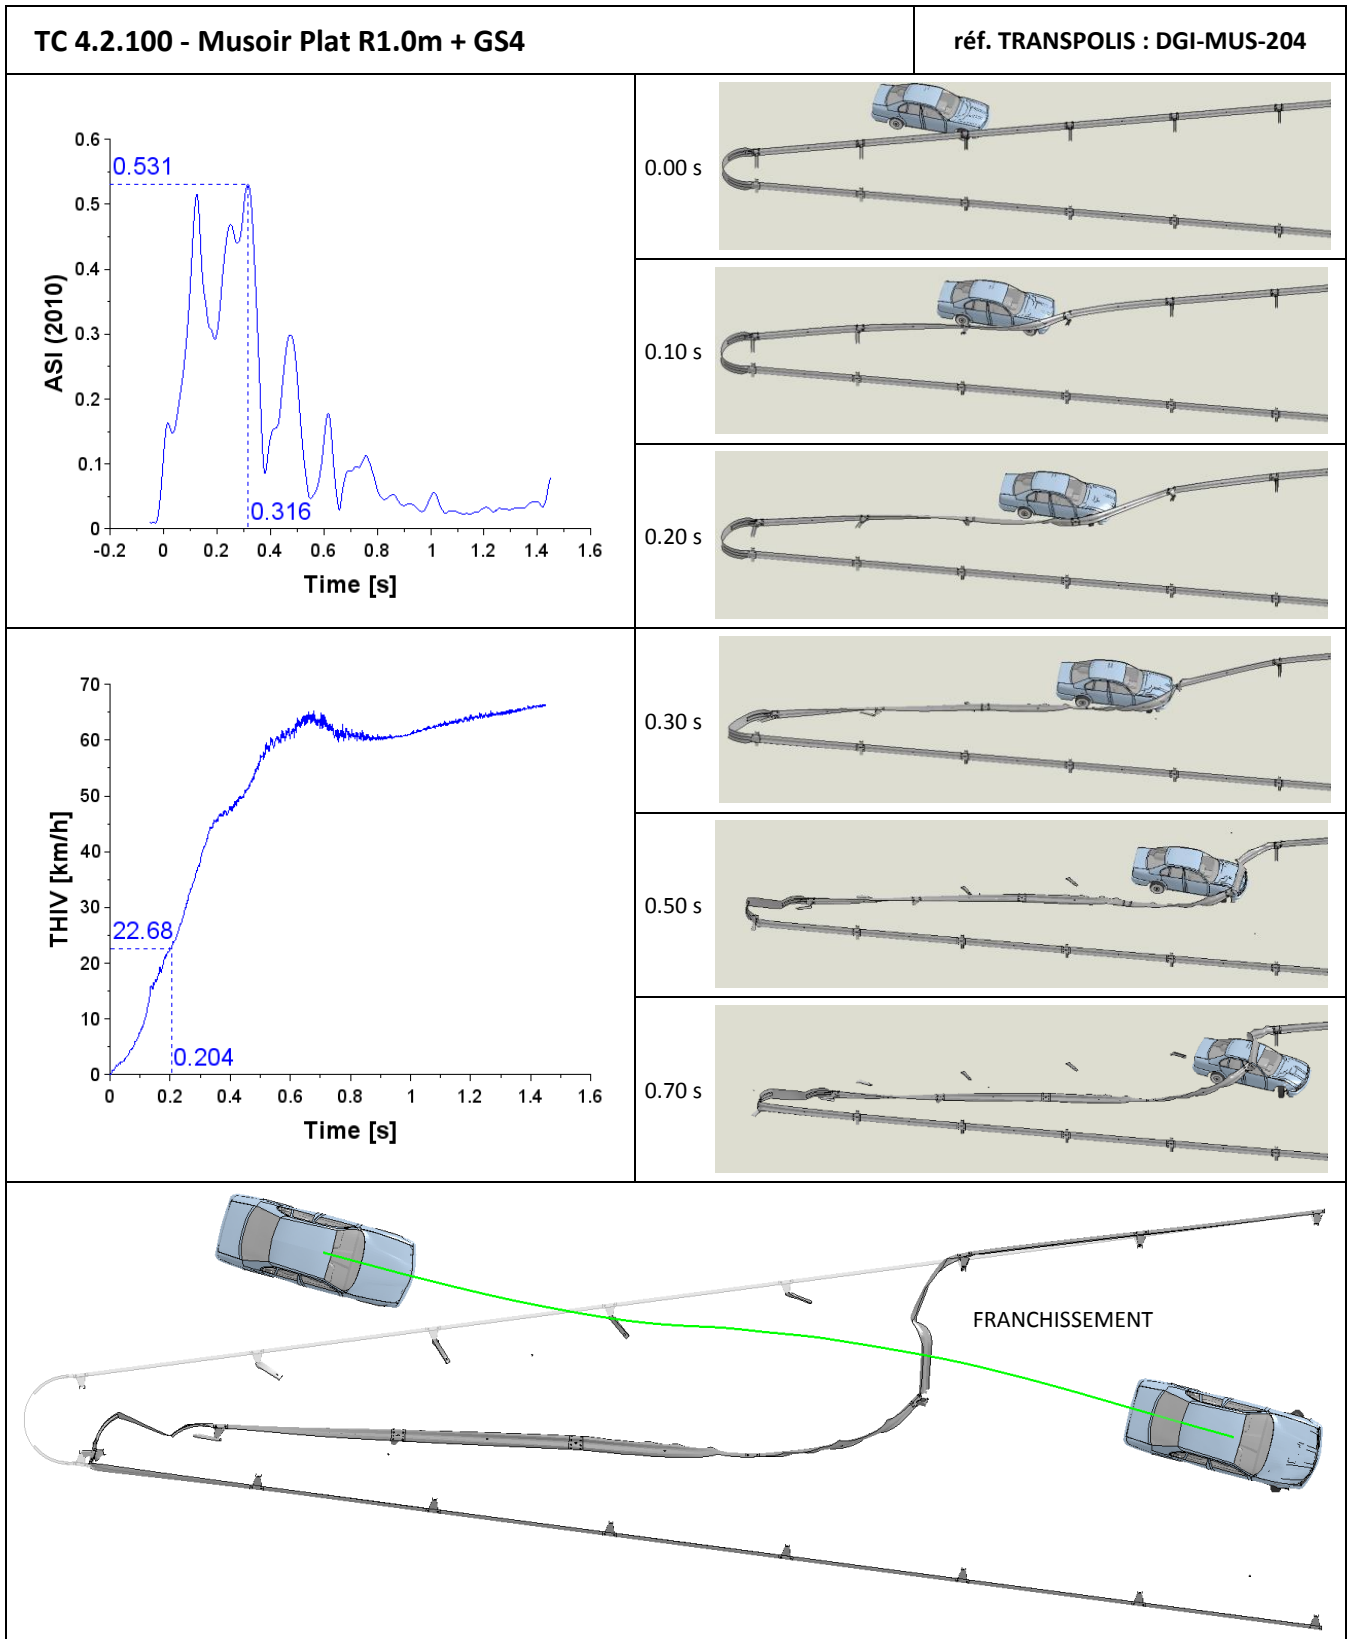 TC 4.2.100 - Musoir Plat R1.0m + GS4
réf. TRANSPOLIS : DGI-MUS-204
ASI (2010)
0.6
0.5
0.4
0.3
0.2
0.1
0
0.531
0.316
-0.2 0 0.2 0.4 0.6 0.8 1 1.2 1.4 1.6
Time [s]
0.00 s
0.10 s
0.20 s
THIV [km/h]
70
60
50
40
30
20
10
0
22.68
0.204
0 0.2 0.4 0.6 0.8 1 1.2 1.4 1.6
Time [s]
0.30 s
0.50 s
0.70 s
FRANCHISSEMENT